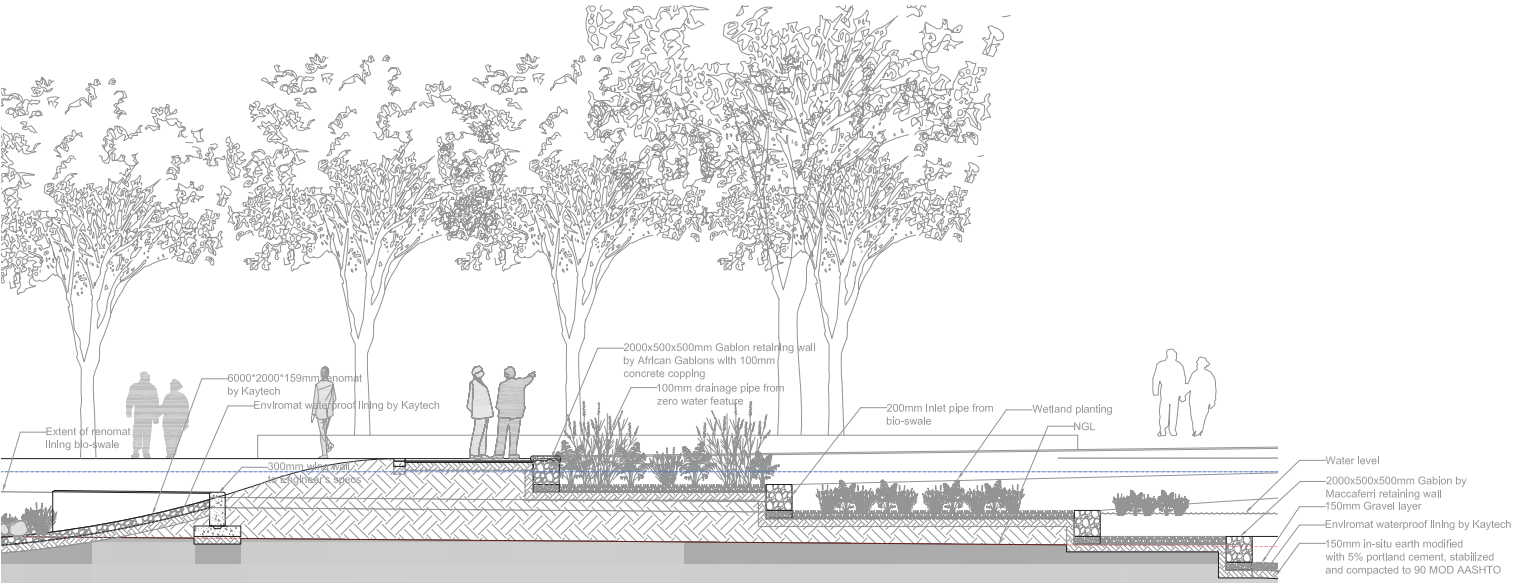 2000x500x500mm Gabion retaining wall
by African Gabions with 100mm
concrete copping
100mm drainage pipe from
zero water feature
6000*2000*159mm renomat
by Kaytech
Enviromat waterproof lining by Kaytech
Extent of renomat
lining bio-swale
300mm wing wall
to Engineer's specs
200mm Inlet pipe from
bio-swale
Wetland planting
NGL
Water level
2000x500x500mm Gabion by
Maccaferri retaining wall
150mm Gravel layer
Enviromat waterproof lining by Kaytech
150mm in-situ earth modified
with 5% portland cement, stabilized
and compacted to 90 MOD AASHTO